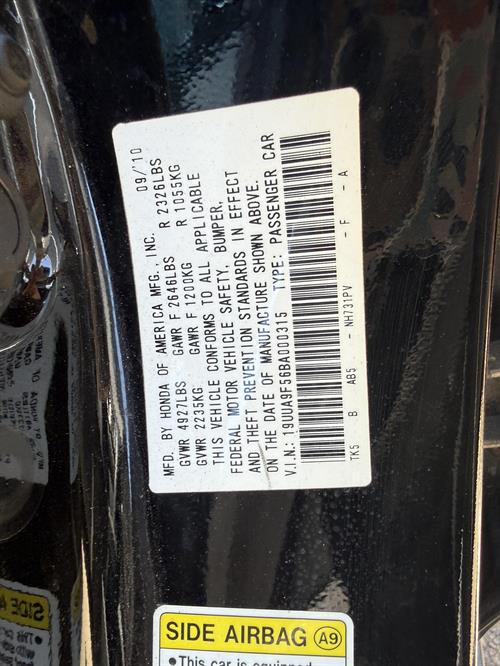 MFD. BY HONDA OF AMERICA MFG., INC. 09/10
GVWR 4927LBS GAWR F 2646LBS R 2326LBS
GVWR 2235KG GAWR F 1200KG R 1055KG
THIS VEHICLE CONFORMS TO ALL APPLICABLE
FEDERAL MOTOR VEHICLE SAFETY, BUMPER,
AND THEFT PREVENTION STANDARDS IN EFFECT
ON THE DATE OF MANUFACTURE SHOWN ABOVE.
V.I.N.: 19UUA9F56BA000315 TYPE: PASSENGER CAR
TK5 B AB5 - NH731PV - F - A
SIDE AIRBAG A9
• This car is equipped